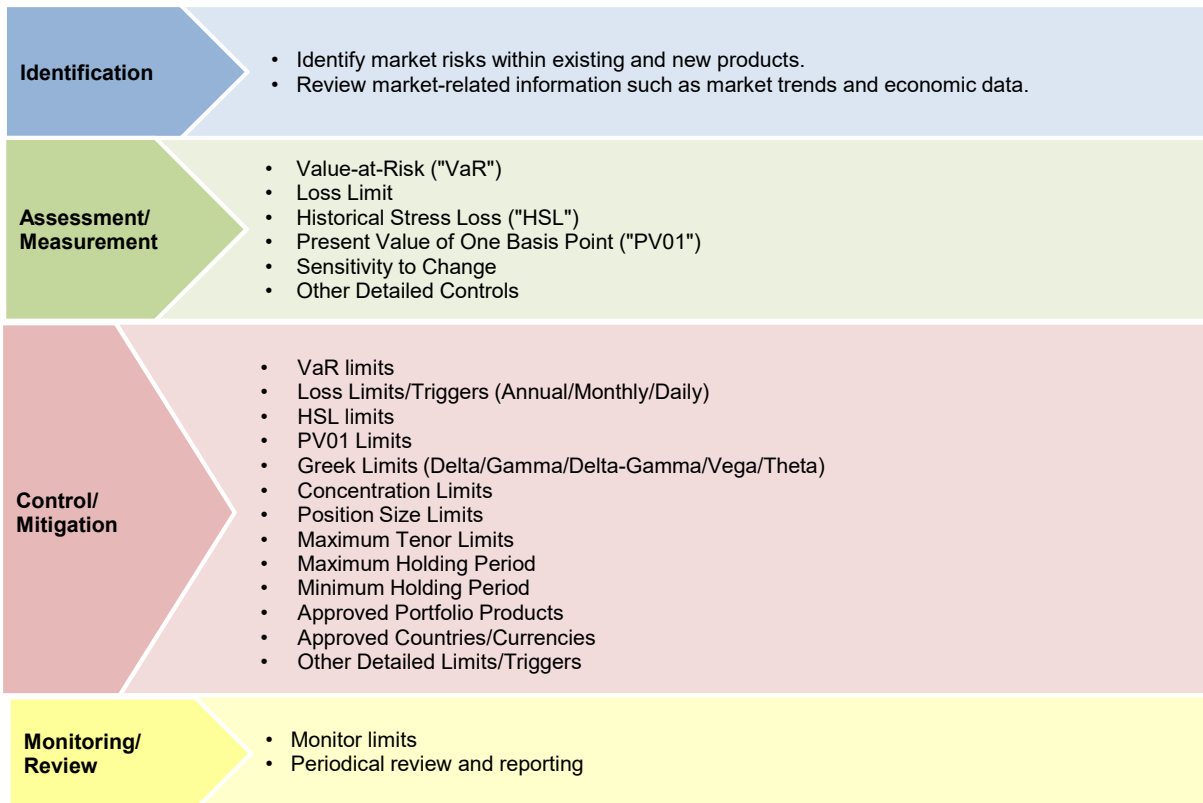 Identification
• Identify market risks within existing and new products.
• Review market-related information such as market trends and economic data.
Assessment/
Measurement
• Value-at-Risk ("VaR")
• Loss Limit
• Historical Stress Loss ("HSL")
• Present Value of One Basis Point ("PV01")
• Sensitivity to Change
• Other Detailed Controls
Control/
Mitigation
• VaR limits
• Loss Limits/Triggers (Annual/Monthly/Daily)
• HSL limits
• PV01 Limits
• Greek Limits (Delta/Gamma/Delta-Gamma/Vega/Theta)
• Concentration Limits
• Position Size Limits
• Maximum Tenor Limits
• Maximum Holding Period
• Minimum Holding Period
• Approved Portfolio Products
• Approved Countries/Currencies
• Other Detailed Limits/Triggers
Monitoring/
Review
• Monitor limits
• Periodical review and reporting